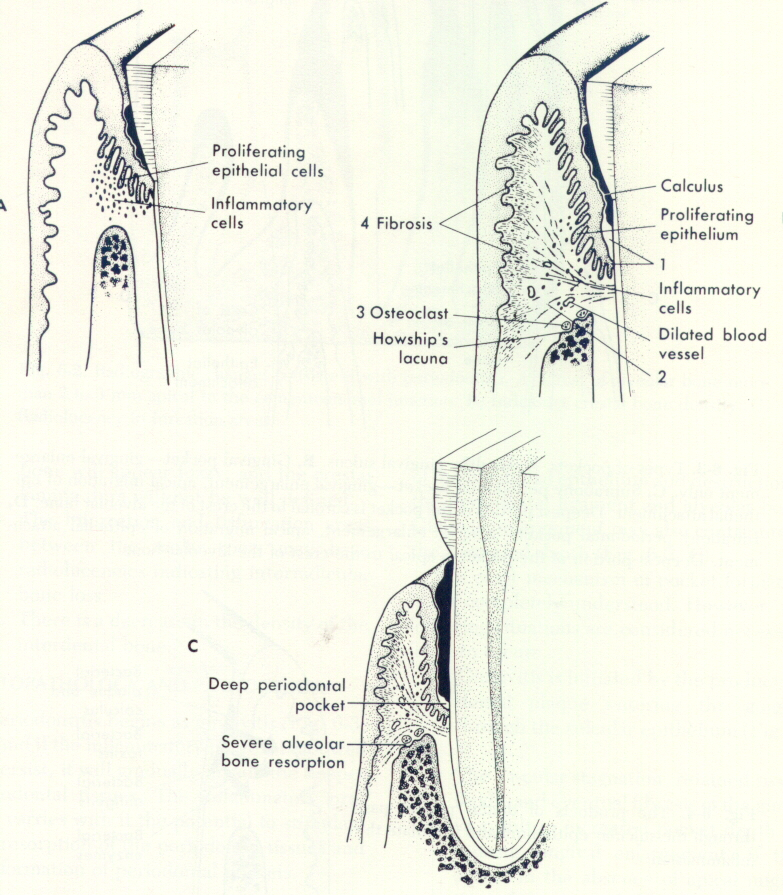 A
Proliferating
epithelial cells
Inflammatory
cells
4 Fibrosis
3 Osteoclast
Howship's
lacuna
Calculus
Proliferating
epithelium
1
Inflammatory
cells
Dilated blood
vessel
2
C
Deep periodontal
pocket
Severe alveolar
bone resorption